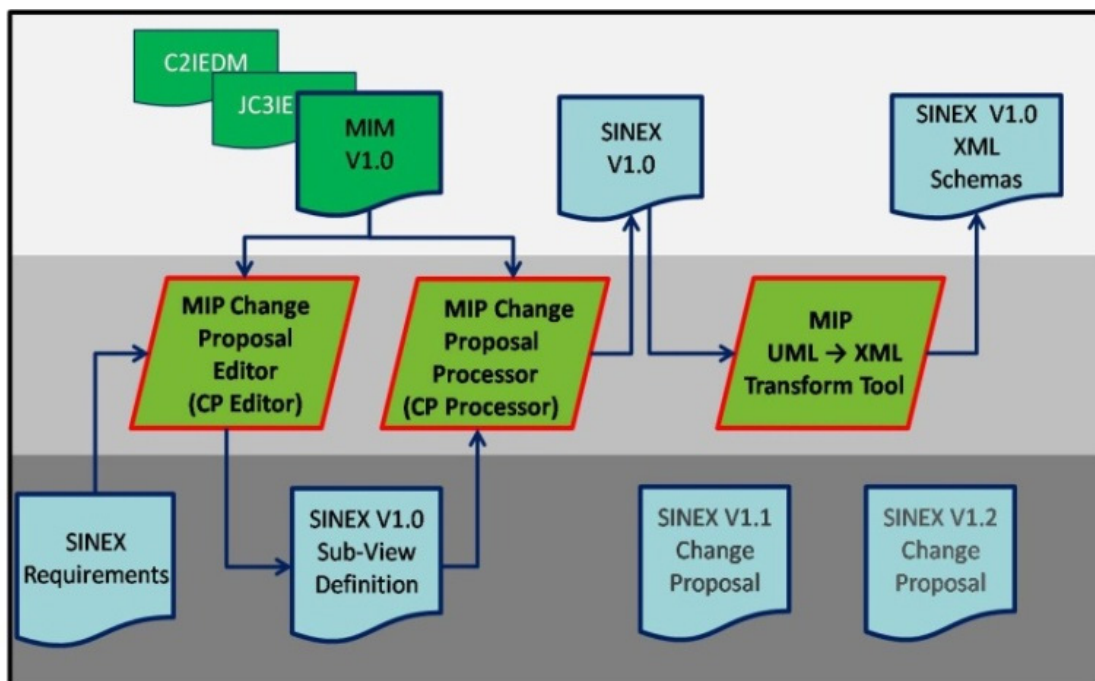 C2IEDM
JC3IE
MIM
V1.0
SINEX
V1.0
SINEX V1.0
XML
Schemas
MIP Change
Proposal
Editor
(CP Editor)
MIP Change
Proposal
Processor
(CP Processor)
MIP
UML → XML
Transform Tool
SINEX
Requirements
SINEX V1.0
Sub-View
Definition
SINEX V1.1
Change
Proposal
SINEX V1.2
Change
Proposal